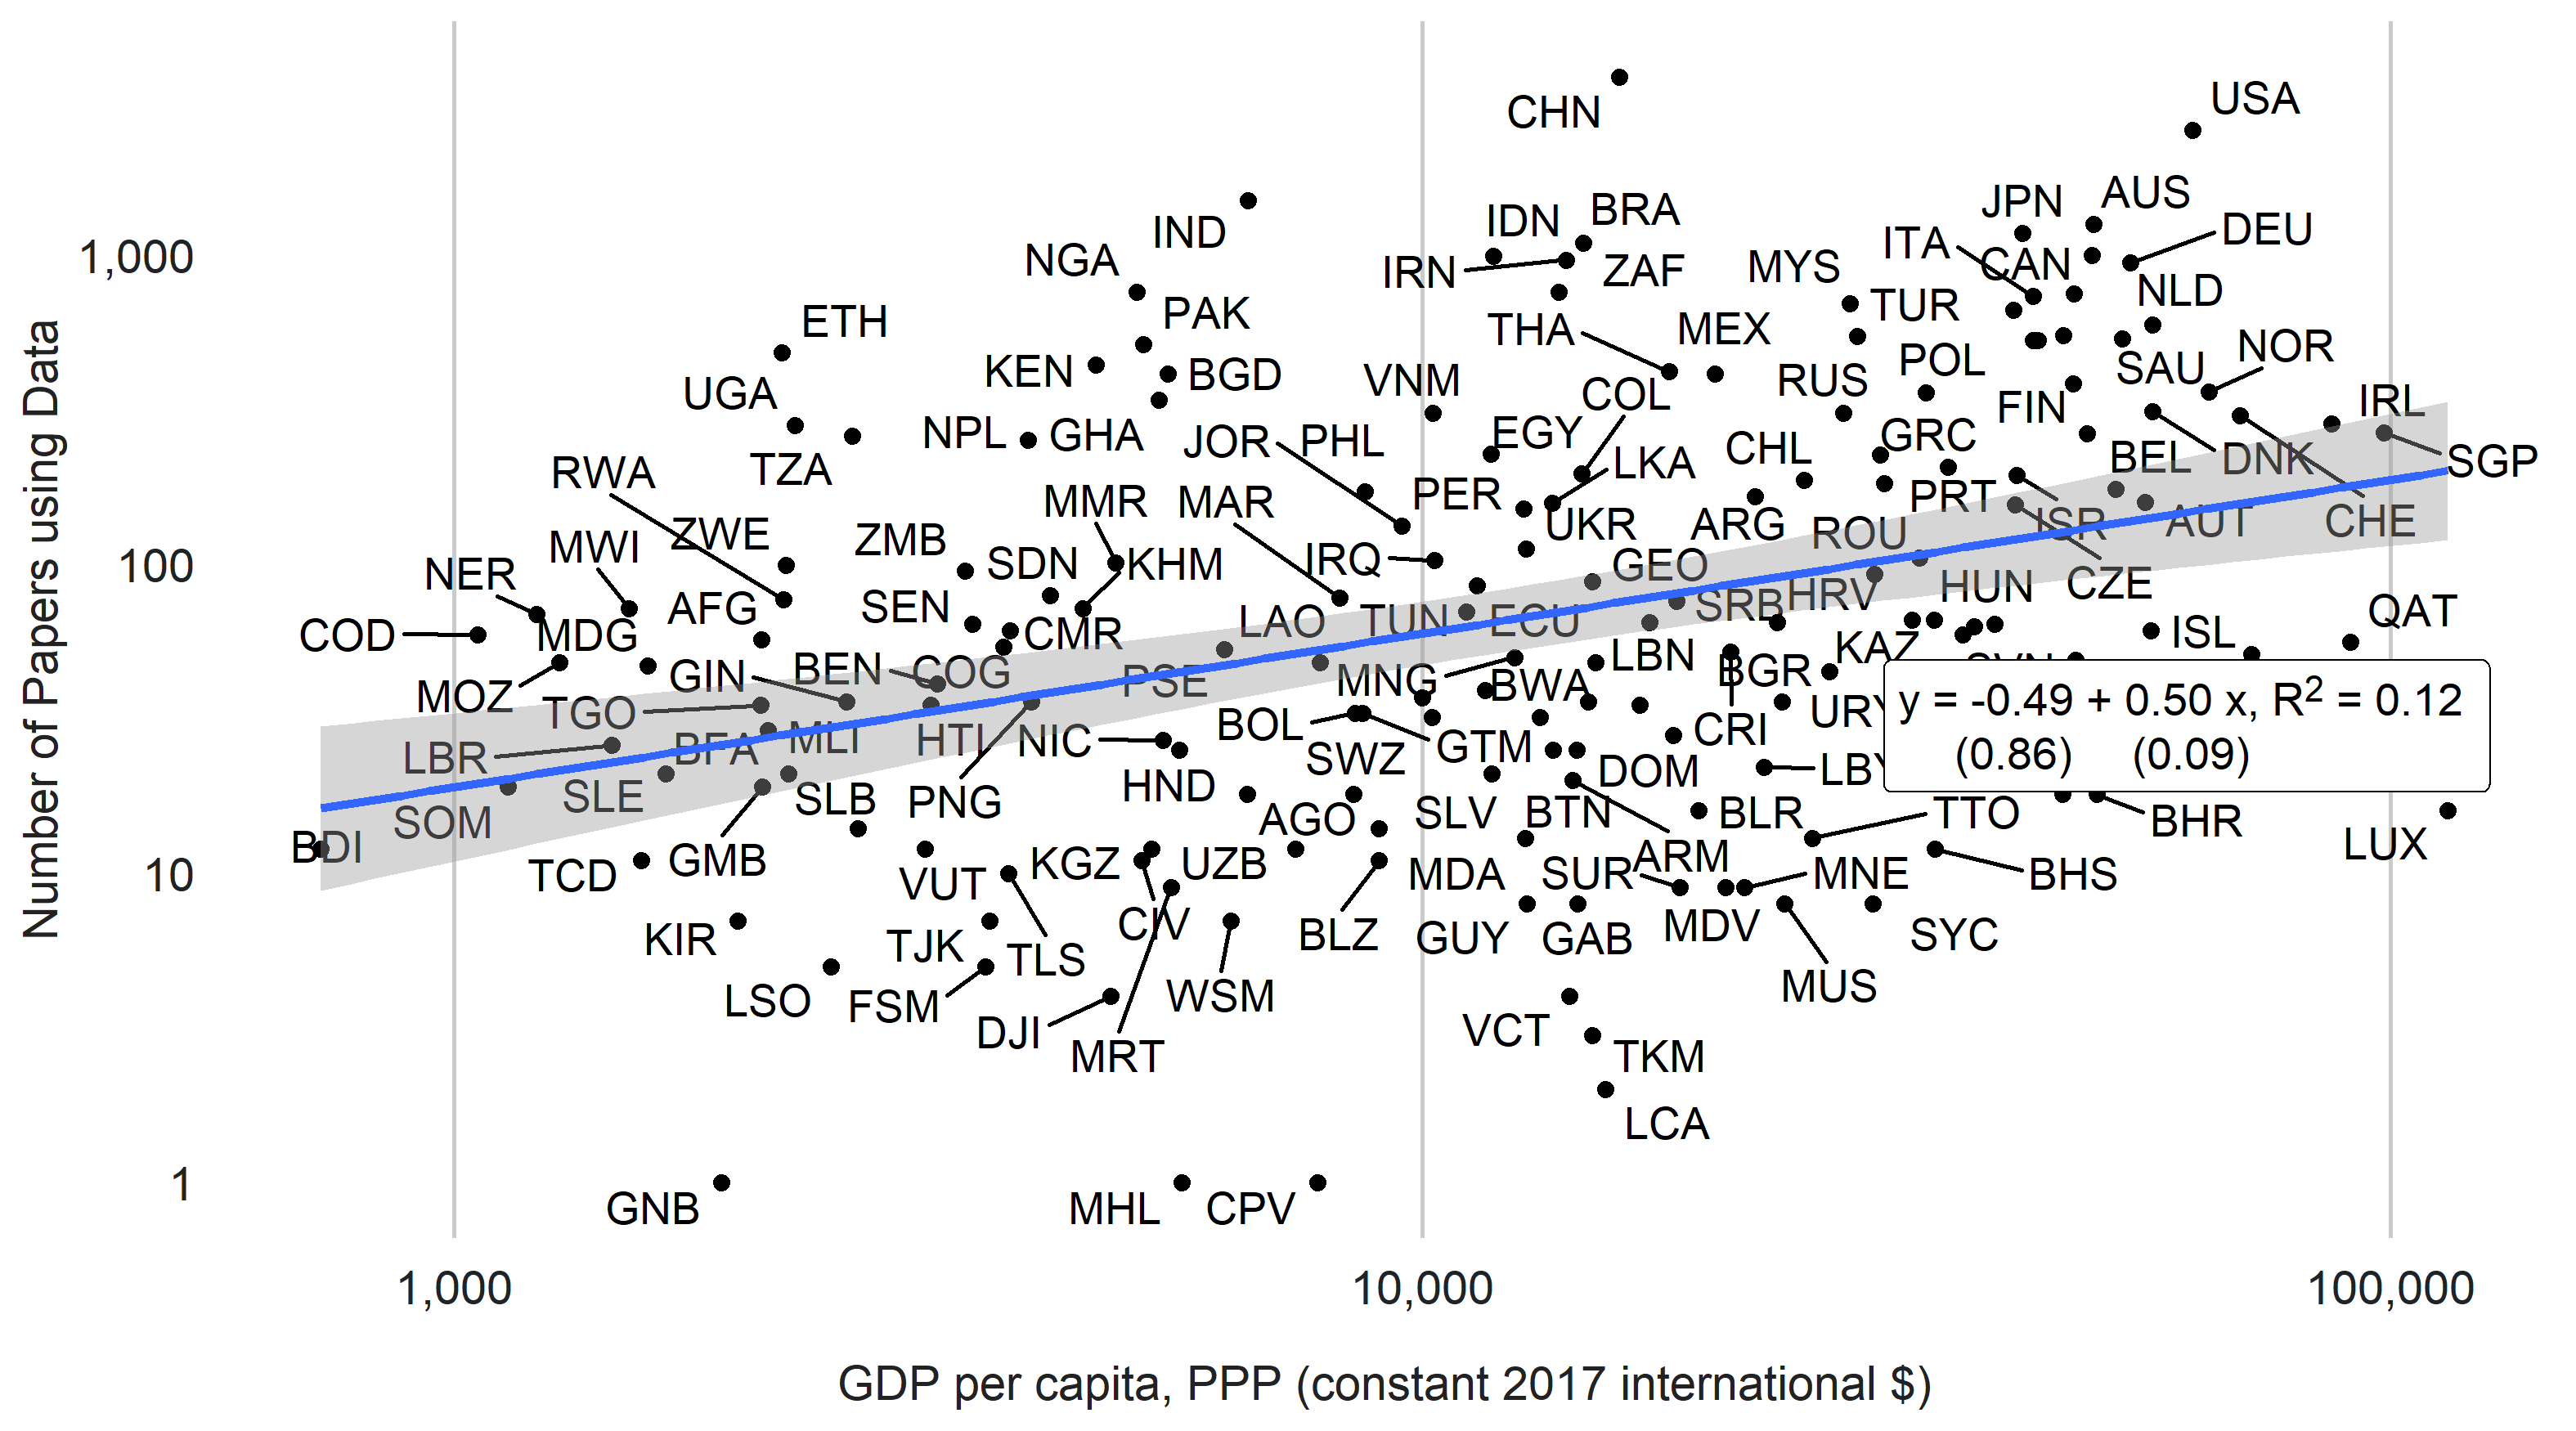 CHN
USA
IND
IDN
BRA
JPN
AUS
DEU
NGA
IRN
ZAF
MYS
ITA
CAN
1,000
ETH
PAK
THA
MEX
TUR
NLD
UGA
KEN
BGD
VNM
COL
RUS
POL
SAU
NOR
FIN
IRL
RWA
TZA
NPL
GHA
JOR
PHL
EGY
LKA
CHL
GRC
BEL
DNK
SGP
MMR
MAR
PER
UKR
ARG
ROU
PRT
ISR
AUT
CHE
NER
MWI
ZWE
ZMB
SDN
KHM
IRQ
GEO
100
COD
MDG
AFG
SEN
CMR
LAO
TUN
ECU
SRB
HRV
HUN
CZE
QAT
ISL
MOZ
TGO
GIN
BEN
COG
PSE
MNG
BWA
LBN
BGR
KAZ
URY
LBR
BFA
MLI
HTI
NIC
BOL
GTM
CRI
y = -0.49 + 0.50 x, R2 = 0.12
(0.86) (0.09)
SOM
SLE
SLB
PNG
HND
SWZ
DOM
BDI
AGO
SLV
BTN
BLR
TTO
BHR
LUX
10
TCD
GMB
VUT
KGZ
UZB
MDA
SUR
ARM
MNE
BHS
KIR
TJK
TLS
CIV
BLZ
GUY
GAB
MDV
SYC
LSO
FSM
WSM
MUS
DJI
MRT
VCT
TKM
LCA
1
GNB
MHL
CPV
Number of Papers using Data
1,000
10,000
100,000
GDP per capita, PPP (constant 2017 international $)